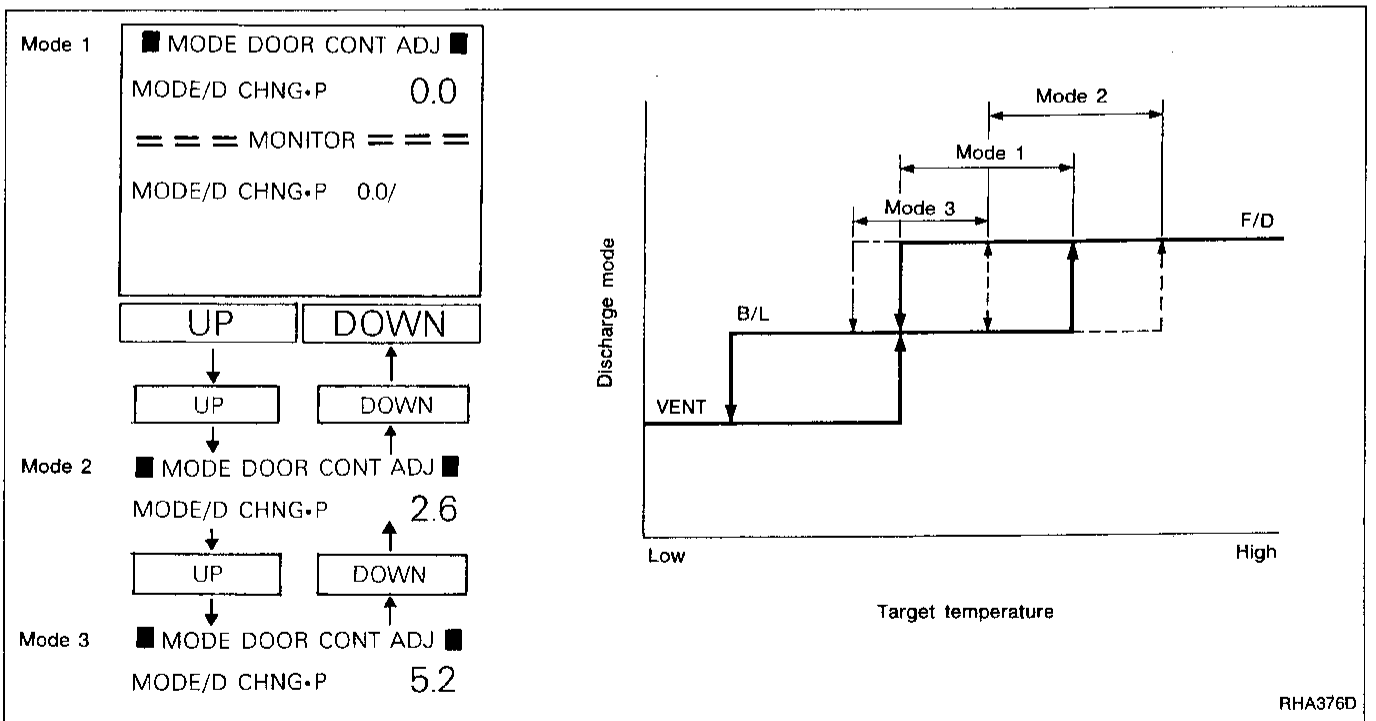 Mode 1
■ MODE DOOR CONT ADJ ■
MODE/D CHNG•P 0.0
= = = MONITOR = = =
MODE/D CHNG•P 0.0/
UP DOWN
UP DOWN
Mode 2
■ MODE DOOR CONT ADJ ■
MODE/D CHNG•P 2.6
UP DOWN
Mode 3
■ MODE DOOR CONT ADJ ■
MODE/D CHNG•P 5.2
Mode 2
Mode 1
Mode 3
F/D
B/L
VENT
Discharge mode
Low High
Target temperature
RHA376D